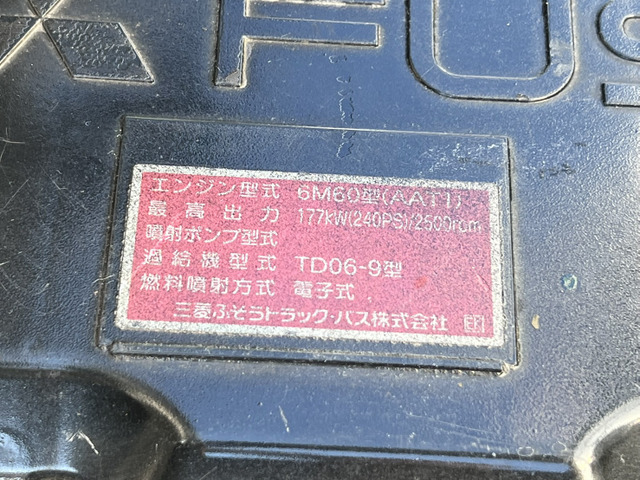 FUS
エンジン型式 6M60型(AAT1)
最高出力 177kW(240PS)/2600rpm
噴射ポンプ型式
過給機型式 TD06-9型
燃料噴射方式 電子式
三菱ふそうトラック・バス株式会社 EF1